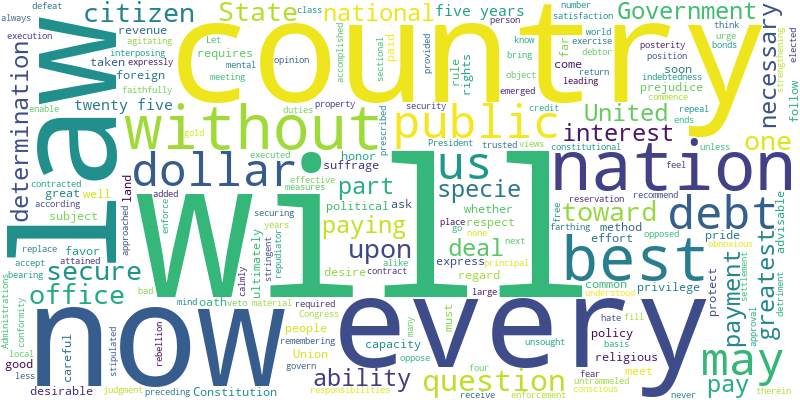 country
will
law
now
every
nation
without
best
public
debt
dollar
may
us
State
national
Government
citizen
five years
United
interest
necessary
one
toward
office
secure
question
ability
upon
part
paying
specie
deal
pay
payment
greatest
determination
twenty five
revenue
requires
foreign
taken
always
execution
agitating
interposing
expressly
faithfully
defeat
class
Let
mental
meeting
opinion
accomplished
sectional
paid
provided
person
know
bring
rule
rights
exercise
object
emerged
far
come
leading
number
satisfaction
world
debtor
return
posterity
position
soon
prejudice
indebtedness
commence
think
urge
bonds
strengthening
elected
follow
enable
duties
property
security
credit
gold
prescribed
executed
President
trusted
views
constitutional
repeal
ends
unless
honor
suffrage
effective
measures
contracted
great
well
according
subject
land
approached
added
enforce
securing
years
stringent
repudiator
ultimately
political
ask
whether
respect
place
go
none
next
express
regard
principal
free
farthing
method
effort
opposed
common
privilege
reservation
recommend
feel
pride
obnoxious
protect
advisable
detriment
settlement
approval
replace
favor
accept
attained
bearing
Administrations
conformity
local
good
less
careful
desirable
stipulated
rebellion
judgment
preceding
bad
mind
calmly
oath
veto
material
required
Congress
remembering
people
Union
govern
Constitution
desire
contract
alike
capacity
many
oppose
must
four
large
unsought
responsibilities
receive
enforcement
conscious
understood
hate
fill
policy
basis
religious
fear
untrammeled
meet
never
therein